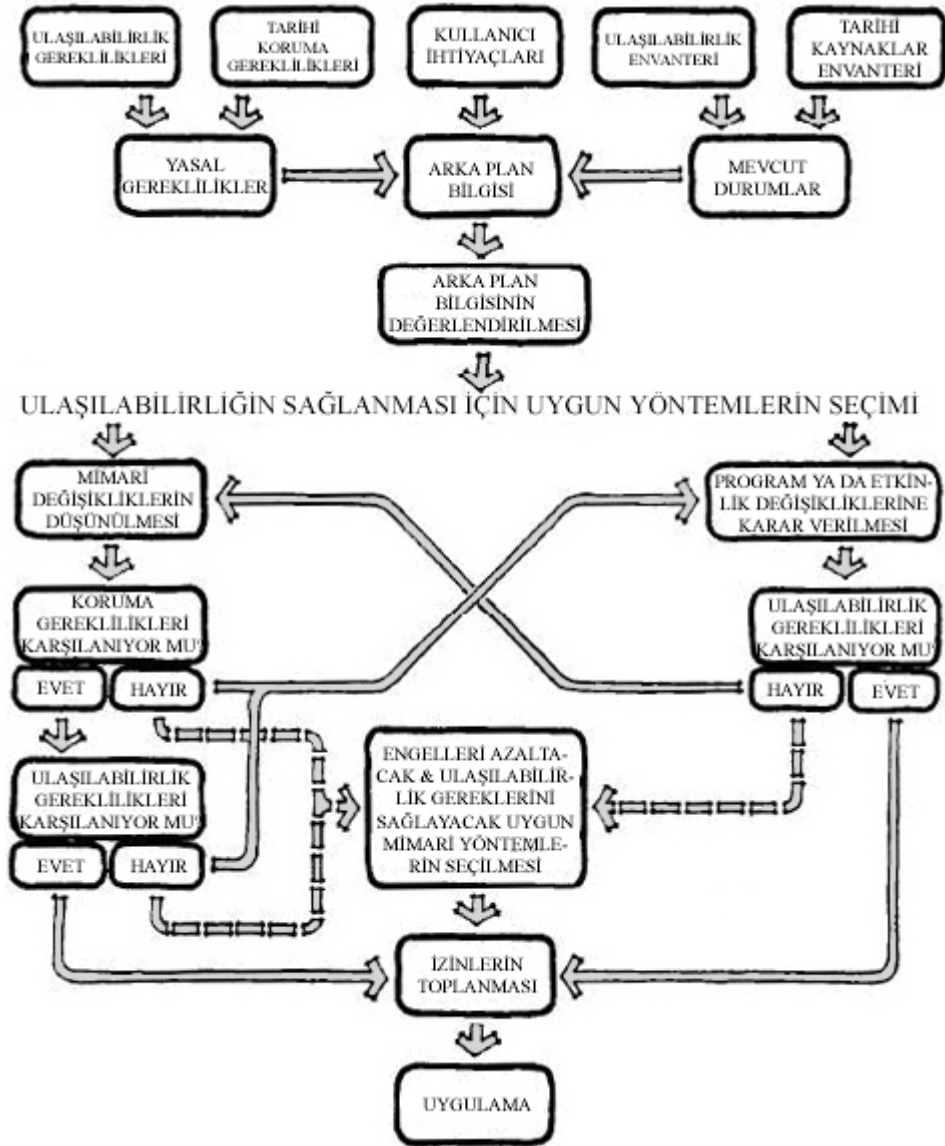 ULAŞILABİLİRLİK
GEREKLİLİKLERİ
TARİHİ
KORUMA
GEREKLİLİKLERİ
KULLANICI
İHTİYAÇLARI
ULAŞILABİLİRLİK
ENVANTERİ
TARİHİ
KAYNAKLAR
ENVANTERİ
YASAL
GEREKLİLİKLER
ARKA PLAN
BİLGİSİ
MEVCUT
DURUMLAR
ARKA PLAN
BİLGİSİNİN
DEĞERLENDİRİLMESİ
ULAŞILABİLİRLİĞİN SAĞLANMASI İÇİN UYGUN YÖNTEMLERİN SEÇİMİ
MİMARİ
DEĞİŞİKLİKLERİN
DÜŞÜNÜLMESİ
PROGRAM YA DA ETKİN-
LİK DEĞİŞİKLİKLERİNE
KARAR VERİLMESİ
KORUMA
GEREKLİLİKLERİ
KARŞILANIYOR MU?
EVET
HAYIR
ULAŞILABİLİRLİK
GEREKLİLİKLERİ
KARŞILANIYOR MU?
HAYIR
EVET
ULAŞILABİLİRLİK
GEREKLİLİKLERİ
KARŞILANIYOR MU?
EVET
HAYIR
ENGELLERİ AZALTA-
CAK & ULAŞILABİLİR-
LİK GEREKLERİNİ
SAĞLAYACAK UYGUN
MİMARİ YÖNTEMLE-
RİN SEÇİLMESİ
İZİNLERİN
TOPLANMASI
UYGULAMA